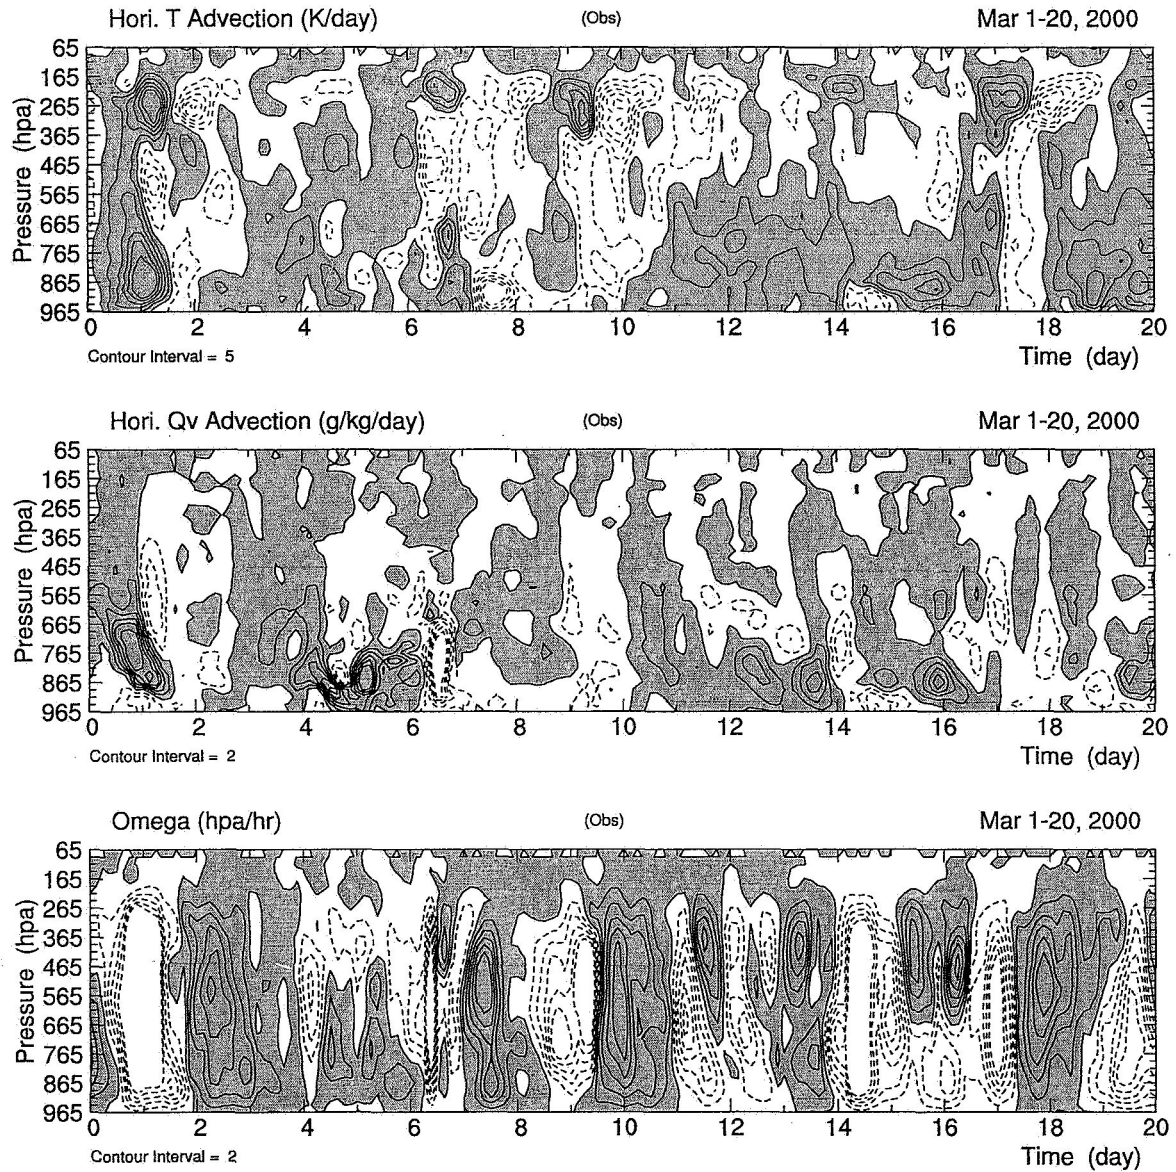 Hori. T Advection (K/day) (Obs) Mar 1-20, 2000
65
165
265
365
465
565
665
765
865
965
Pressure (hpa)
0 2 4 6 8 10 12 14 16 18 20
Contour Interval = 5 Time (day)
Hori. Qv Advection (g/kg/day) (Obs) Mar 1-20, 2000
65
165
265
365
465
565
665
765
865
965
Pressure (hpa)
0 2 4 6 8 10 12 14 16 18 20
Contour Interval = 2 Time (day)
Omega (hpa/hr) (Obs) Mar 1-20, 2000
65
165
265
365
465
565
665
765
865
965
Pressure (hpa)
0 2 4 6 8 10 12 14 16 18 20
Contour Interval = 2 Time (day)